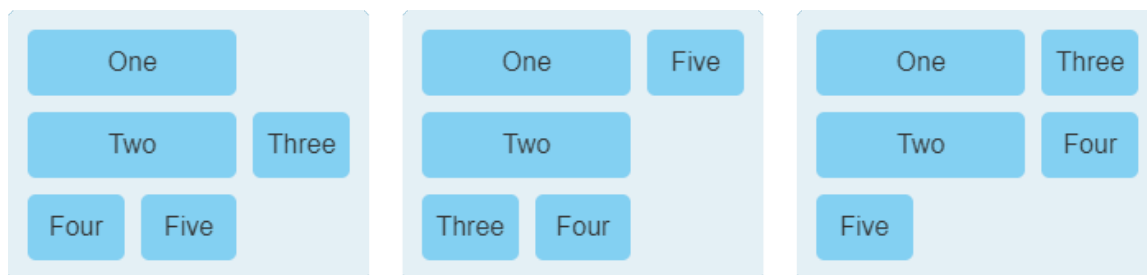 One
Two Three
Four Five
One Five
Two
Three Four
One Three
Two Four
Five